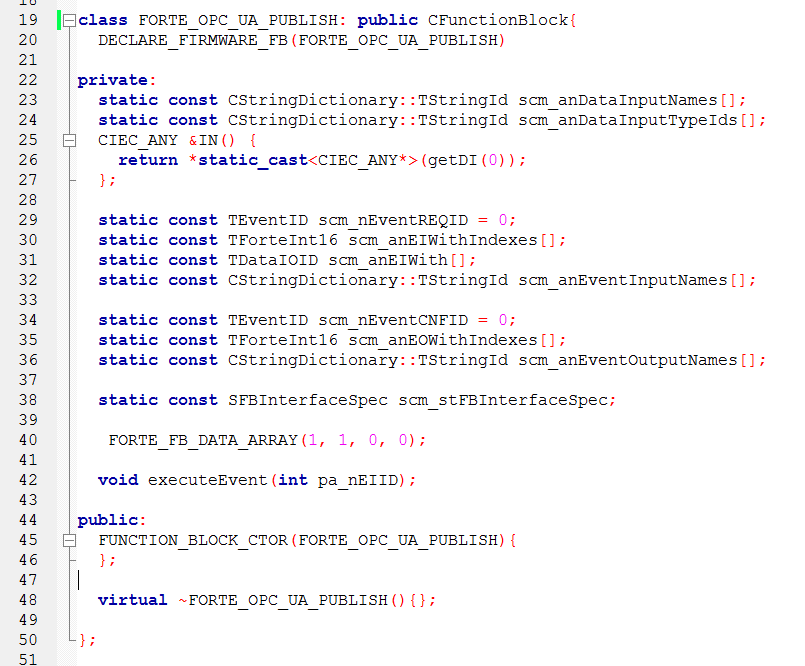 18
19 class FORTE_OPC_UA_PUBLISH: public CFunctionBlock{
20   DECLARE_FIRMWARE_FB(FORTE_OPC_UA_PUBLISH)
21
22 private:
23   static const CStringDictionary::TStringId scm_anDataInputNames[];
24   static const CStringDictionary::TStringId scm_anDataInputTypeIds[];
25   CIEC_ANY &IN() {
26     return *static_cast<CIEC_ANY*>(getDI(0));
27   };
28
29   static const TEventID scm_nEventREQID = 0;
30   static const TForteInt16 scm_anEIWithIndexes[];
31   static const TDataIOID scm_anEIWith[];
32   static const CStringDictionary::TStringId scm_anEventInputNames[];
33
34   static const TEventID scm_nEventCNFID = 0;
35   static const TForteInt16 scm_anEOWithIndexes[];
36   static const CStringDictionary::TStringId scm_anEventOutputNames[];
37
38   static const SFBInterfaceSpec scm_stFBInterfaceSpec;
39
40    FORTE_FB_DATA_ARRAY(1, 1, 0, 0);
41
42   void executeEvent(int pa_nEIID);
43
44 public:
45   FUNCTION_BLOCK_CTOR(FORTE_OPC_UA_PUBLISH){
46   };
47
48   virtual ~FORTE_OPC_UA_PUBLISH(){};
49
50 };
51